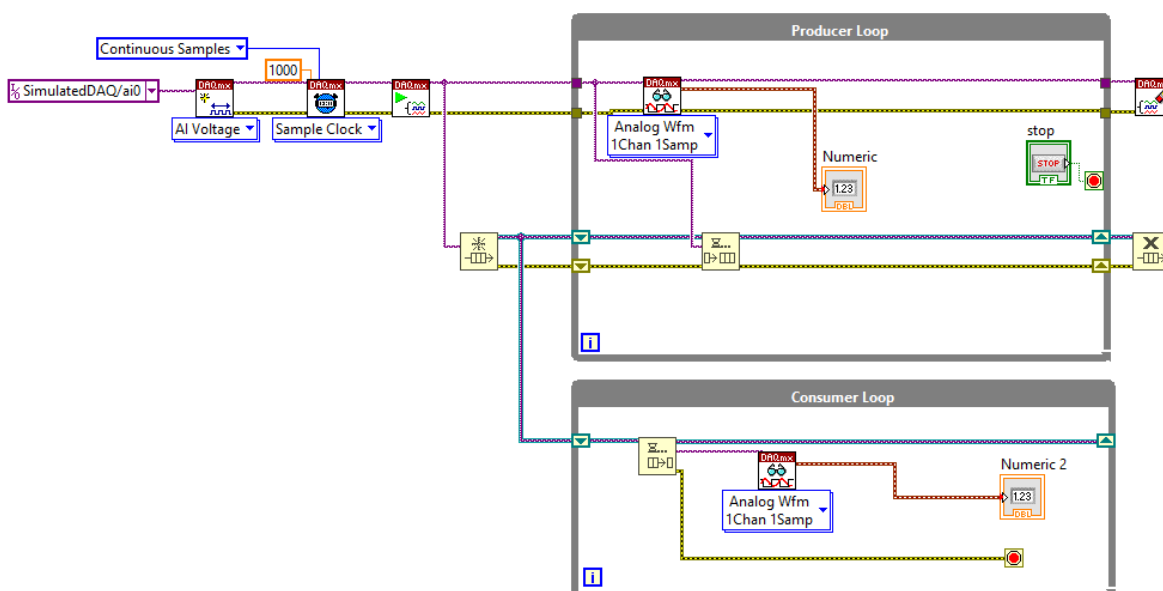 Producer Loop
Continuous Samples
1000
DAQmx
DAQmx
DAQmx
DAQmx
DAQmx
I/O SimulatedDAQ/ai0
AI Voltage
Sample Clock
Analog Wfm
1Chan 1Samp
stop
STOP
TF
Numeric
1.23
DBL
i
Consumer Loop
DAQmx
Numeric 2
1.23
DBL
Analog Wfm
1Chan 1Samp
i